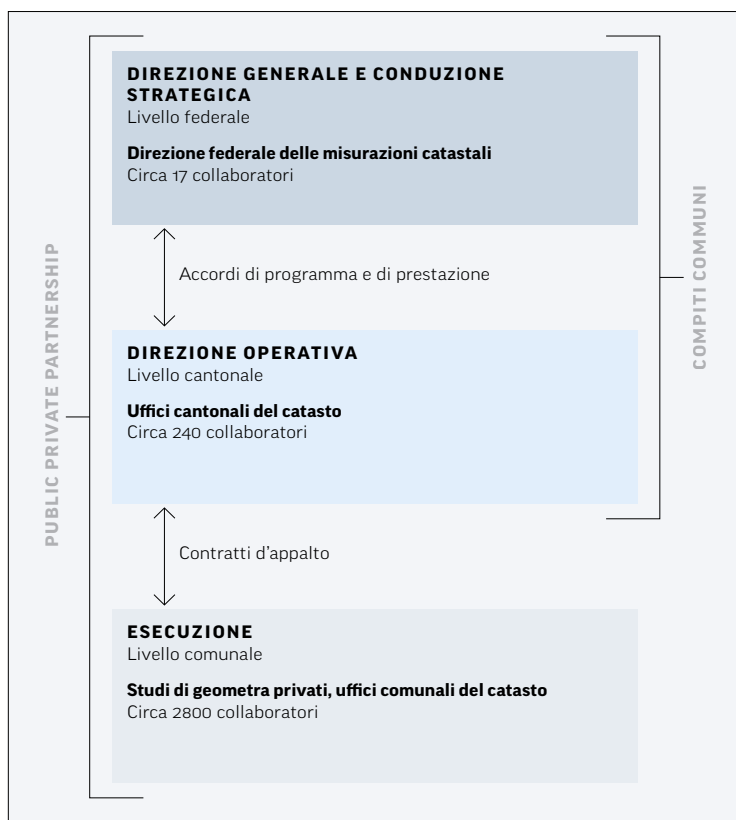 DIREZIONE GENERALE E CONDUZIONE
STRATEGICA
Livello federale
Direzione federale delle misurazioni catastali
Circa 17 collaboratori
Accordi di programma e di prestazione
DIREZIONE OPERATIVA
Livello cantonale
Uffici cantonali del catasto
Circa 240 collaboratori
Contratti d'appalto
ESECUZIONE
Livello comunale
Studi di geometra privati, uffici comunali del catasto
Circa 2800 collaboratori
PUBLIC PRIVATE PARTNERSHIP
COMPITI COMMUNI